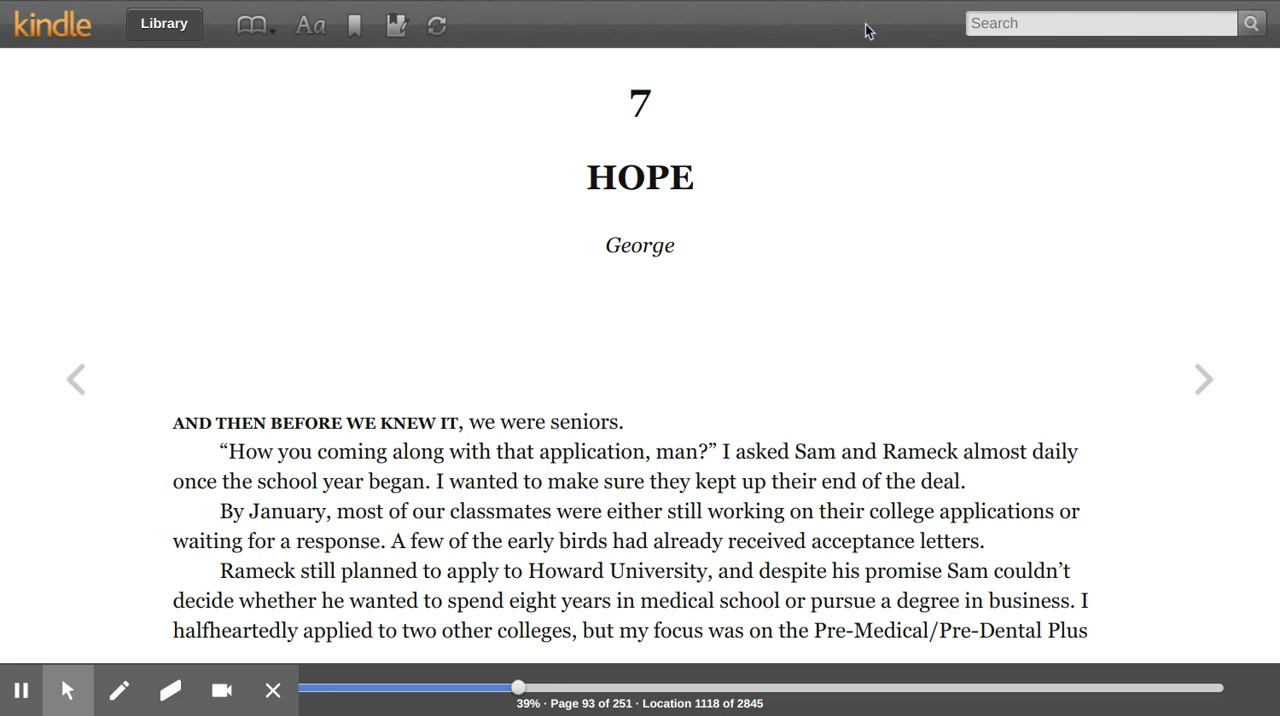 kindle Library Aa Search
7
HOPE
George
AND THEN BEFORE WE KNEW IT, we were seniors.
“How you coming along with that application, man?” I asked Sam and Rameck almost daily
once the school year began. I wanted to make sure they kept up their end of the deal.
By January, most of our classmates were either still working on their college applications or
waiting for a response. A few of the early birds had already received acceptance letters.
Rameck still planned to apply to Howard University, and despite his promise Sam couldn’t
decide whether he wanted to spend eight years in medical school or pursue a degree in business. I
halfheartedly applied to two other colleges, but my focus was on the Pre-Medical/Pre-Dental Plus
39% · Page 93 of 251 · Location 1118 of 2845